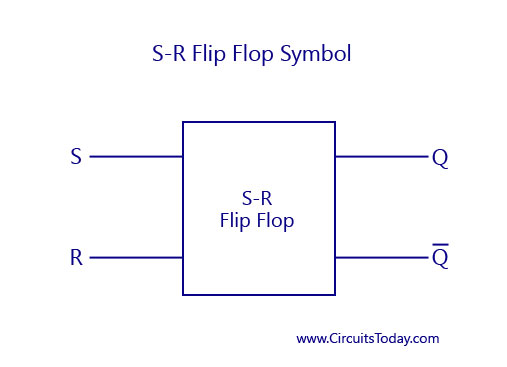 S-R Flip Flop Symbol
S
Q
S-R
Flip Flop
R
Q̅
www.CircuitsToday.com